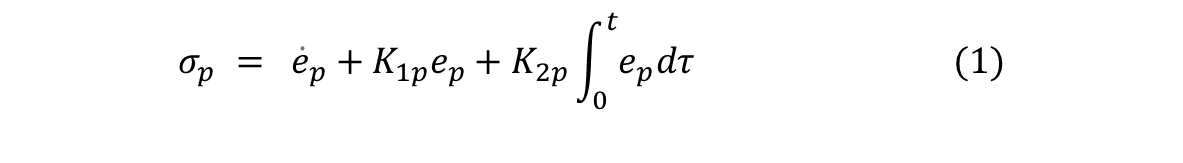 σ_p = ė_p + K_{1p}e_p + K_{2p}∫_0^t e_p dτ (1)